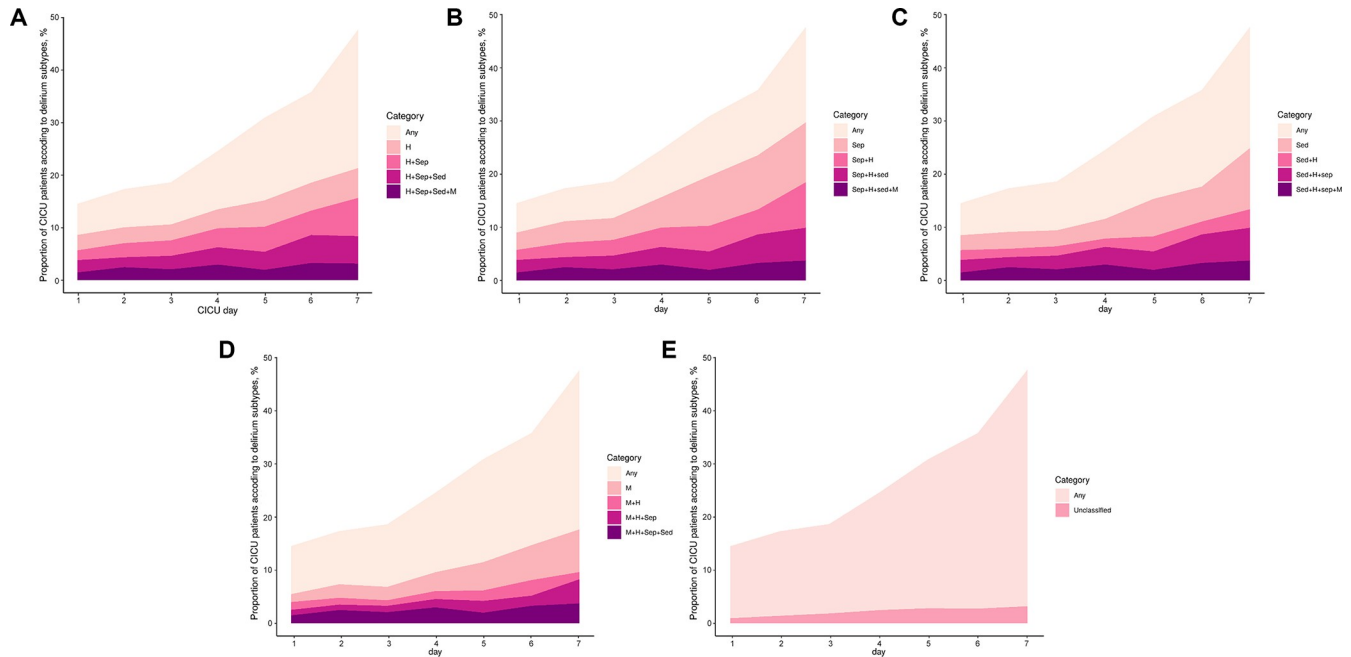 A
Proportion of CICU patients accoding to delirium subtypes, %
50
40
30
20
10
0
1 2 3 4 5 6 7
CICU day
Category
Any
H
H+Sep
H+Sep+Sed
H+Sep+Sed+M
B
Proportion of CICU patients accoding to delirium subtypes, %
50
40
30
20
10
0
1 2 3 4 5 6 7
day
Category
Any
Sep
Sep+H
Sep+H+sed
Sep+H+sed+M
C
Proportion of CICU patients accoding to delirium subtypes, %
50
40
30
20
10
0
1 2 3 4 5 6 7
day
Category
Any
Sed
Sed+H
Sed+H+sep
Sed+H+sep+M
D
Proportion of CICU patients accoding to delirium subtypes, %
50
40
30
20
10
0
1 2 3 4 5 6 7
day
Category
Any
M
M+H
M+H+Sep
M+H+Sep+Sed
E
Proportion of CICU patients accoding to delirium subtypes, %
50
40
30
20
10
0
1 2 3 4 5 6 7
day
Category
Any
Unclassified